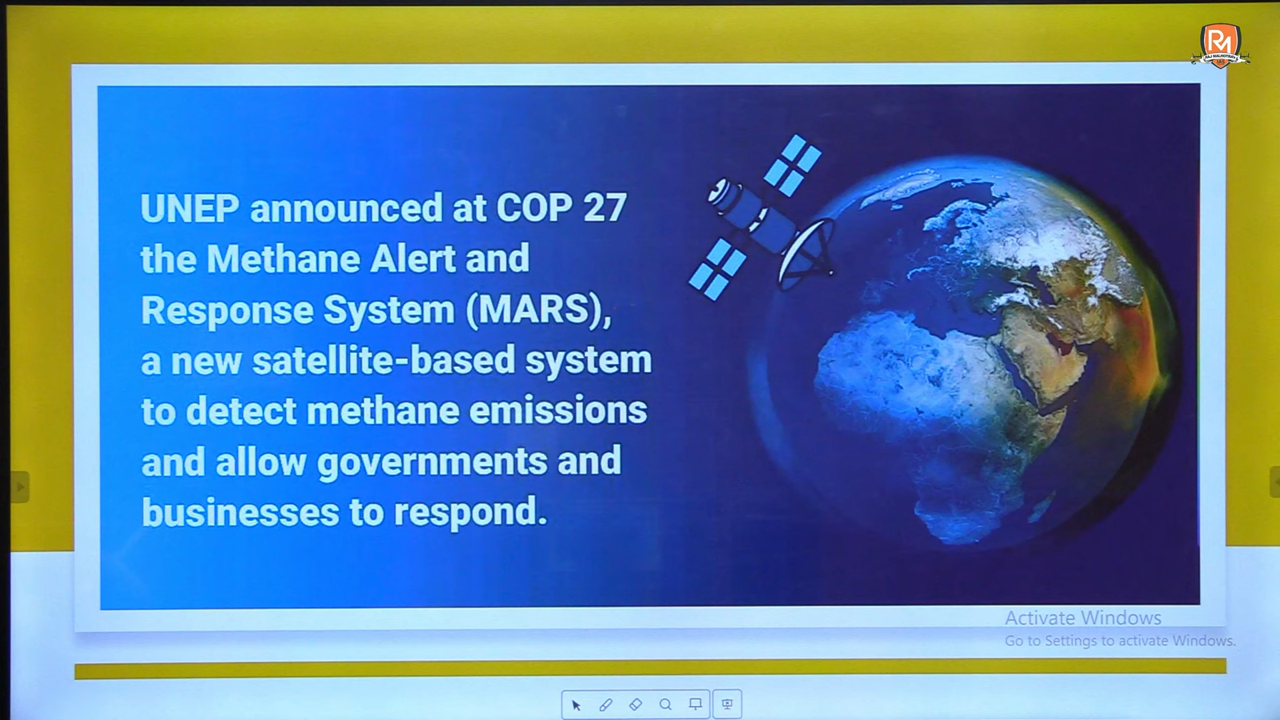 RM
UNEP announced at COP 27
the Methane Alert and
Response System (MARS),
a new satellite-based system
to detect methane emissions
and allow governments and
businesses to respond.
Activate Windows
Go to Settings to activate Windows.